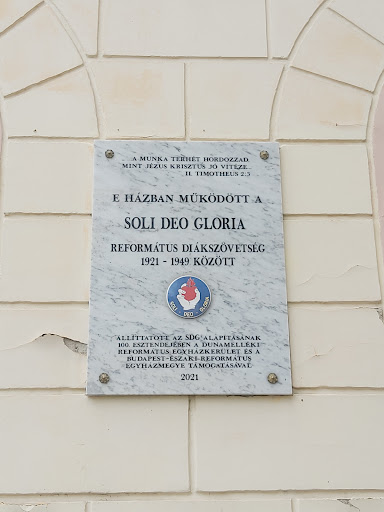 A MUNKA TERHÉT HORDOZZAD,
MINT JÉZUS KRISZTUS JÓ VITÉZE...
II. TIMOTHEUS 2:3
E HÁZBAN MŰKÖDÖTT A
SOLI DEO GLORIA
REFORMÁTUS DIÁKSZÖVETSÉG
1921 - 1949 KÖZÖTT
SOLI DEO GLORIA
ÁLLÍTTATOTT AZ SDG ALAPÍTÁSÁNAK
100. ESZTENDEJÉBEN A DUNAMELLÉKI
REFORMÁTUS EGYHÁZKERÜLET ÉS A
BUDAPEST-ÉSZAKI REFORMÁTUS
EGYHÁZMEGYE TÁMOGATÁSÁVAL
2021